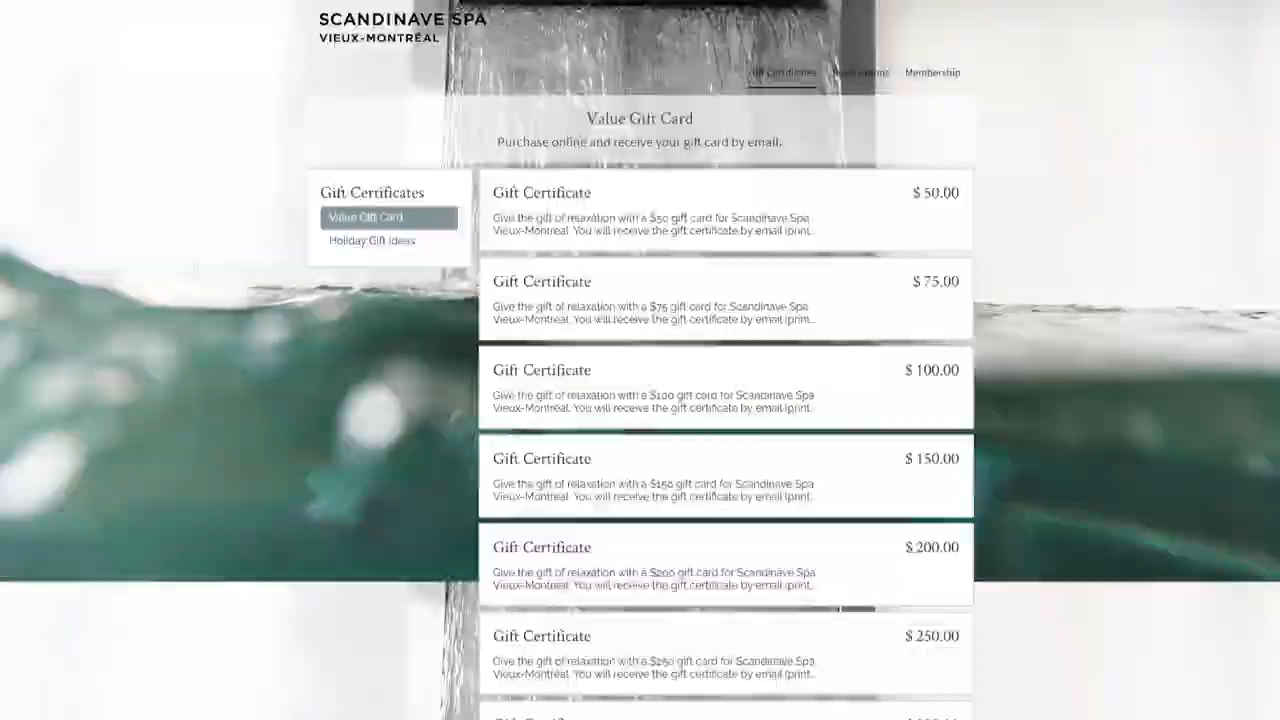 SCANDINAVE SPA
VIEUX-MONTRÉAL
Gift Certificates Membership
Value Gift Card
Purchase online and receive your gift card by email.
Gift Certificates
Value Gift Card
Holiday Gift Ideas
Gift Certificate $ 50.00
Give the gift of relaxation with a $50 gift card for Scandinave Spa
Vieux-Montréal. You will receive the gift certificate by email (print...
Gift Certificate $ 75.00
Give the gift of relaxation with a $75 gift card for Scandinave Spa
Vieux-Montréal. You will receive the gift certificate by email (print...
Gift Certificate $ 100.00
Give the gift of relaxation with a $100 gift card for Scandinave Spa
Vieux-Montréal. You will receive the gift certificate by email (print...
Gift Certificate $ 150.00
Give the gift of relaxation with a $150 gift card for Scandinave Spa
Vieux-Montréal. You will receive the gift certificate by email (print...
Gift Certificate $ 200.00
Give the gift of relaxation with a $200 gift card for Scandinave Spa
Vieux-Montréal. You will receive the gift certificate by email (print...
Gift Certificate $ 250.00
Give the gift of relaxation with a $250 gift card for Scandinave Spa
Vieux-Montréal. You will receive the gift certificate by email (print...